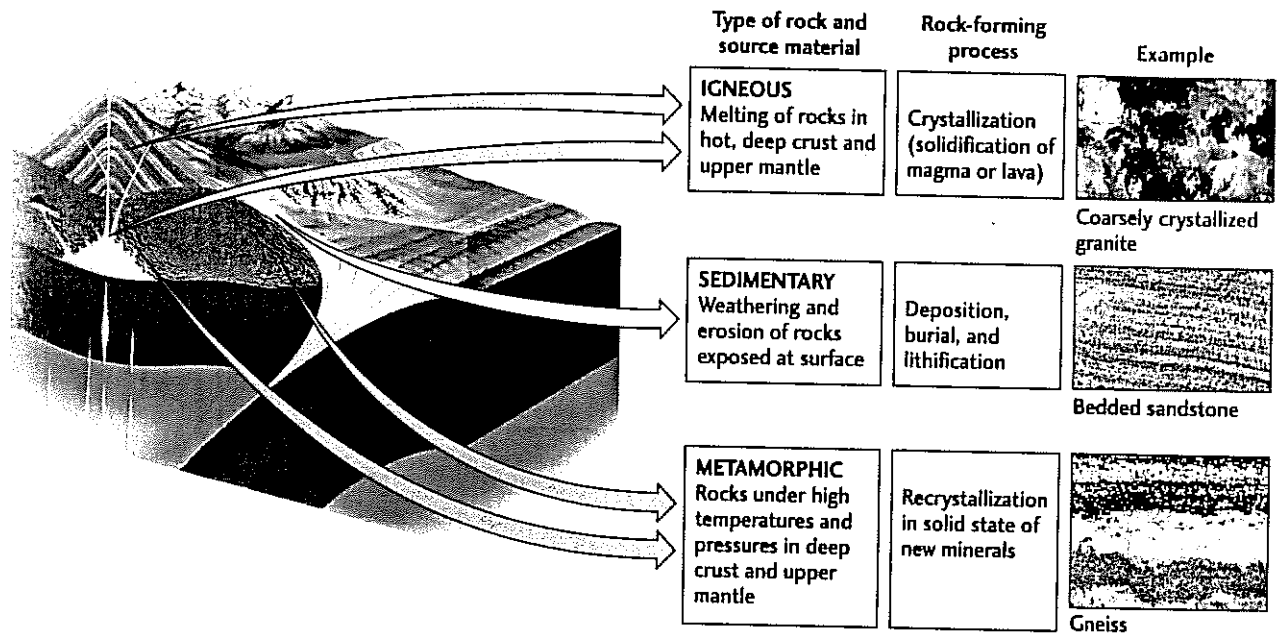 Type of rock and
source material
Rock-forming
process
Example
IGNEOUS
Melting of rocks in
hot, deep crust and
upper mantle
Crystallization
(solidification of
magma or lava)
Coarsely crystallized
granite
SEDIMENTARY
Weathering and
erosion of rocks
exposed at surface
Deposition,
burial, and
lithification
Bedded sandstone
METAMORPHIC
Rocks under high
temperatures and
pressures in deep
crust and upper
mantle
Recrystallization
in solid state of
new minerals
Gneiss